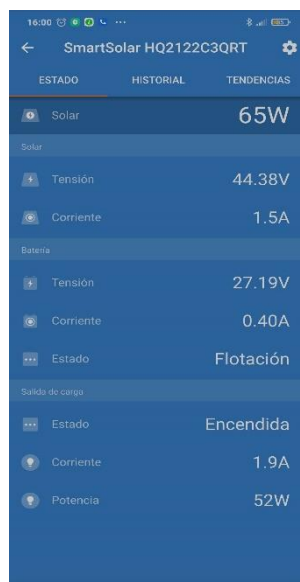 16:00
SmartSolar HQ2122C3QRT
ESTADO HISTORIAL TENDENCIAS
Solar 65W
Solar
Tensión 44.38V
Corriente 1.5A
Batería
Tensión 27.19V
Corriente 0.40A
Estado Flotación
Salida de carga
Estado Encendida
Corriente 1.9A
Potencia 52W